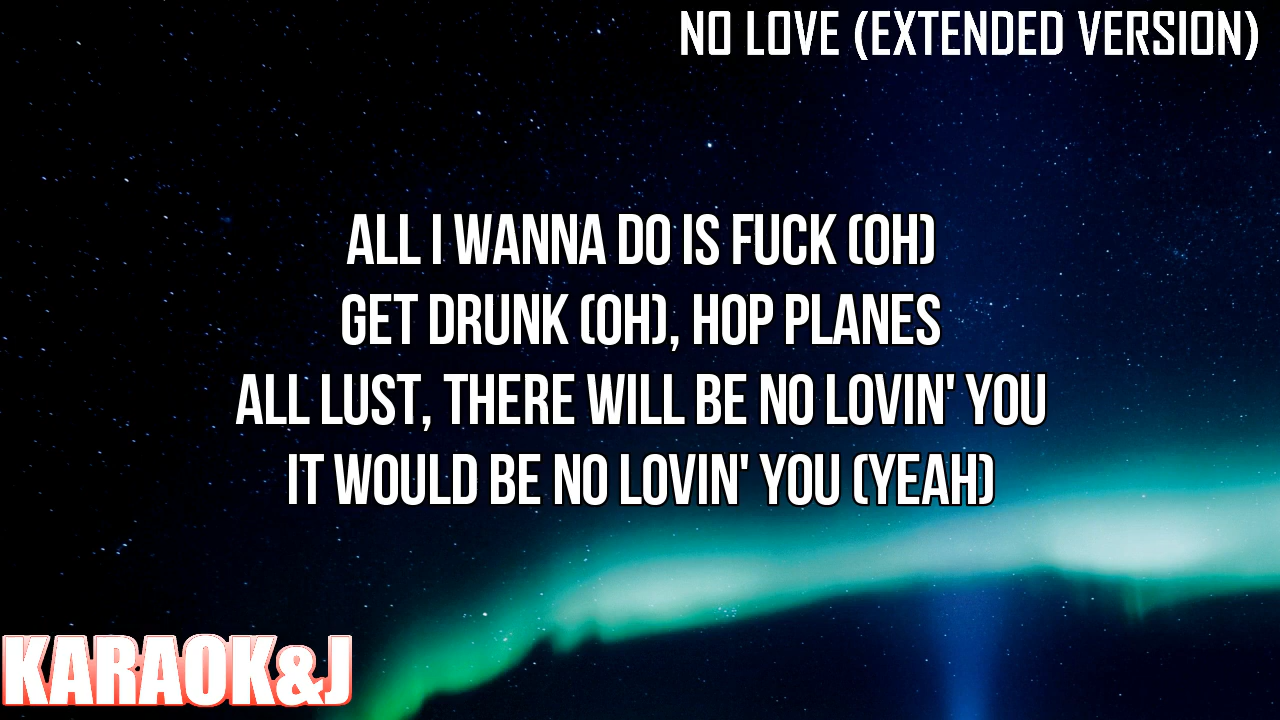 NO LOVE (EXTENDED VERSION)
ALL I WANNA DO IS FUCK (OH)
GET DRUNK (OH), HOP PLANES
ALL LUST, THERE WILL BE NO LOVIN' YOU
IT WOULD BE NO LOVIN' YOU (YEAH)
KARAOK&J